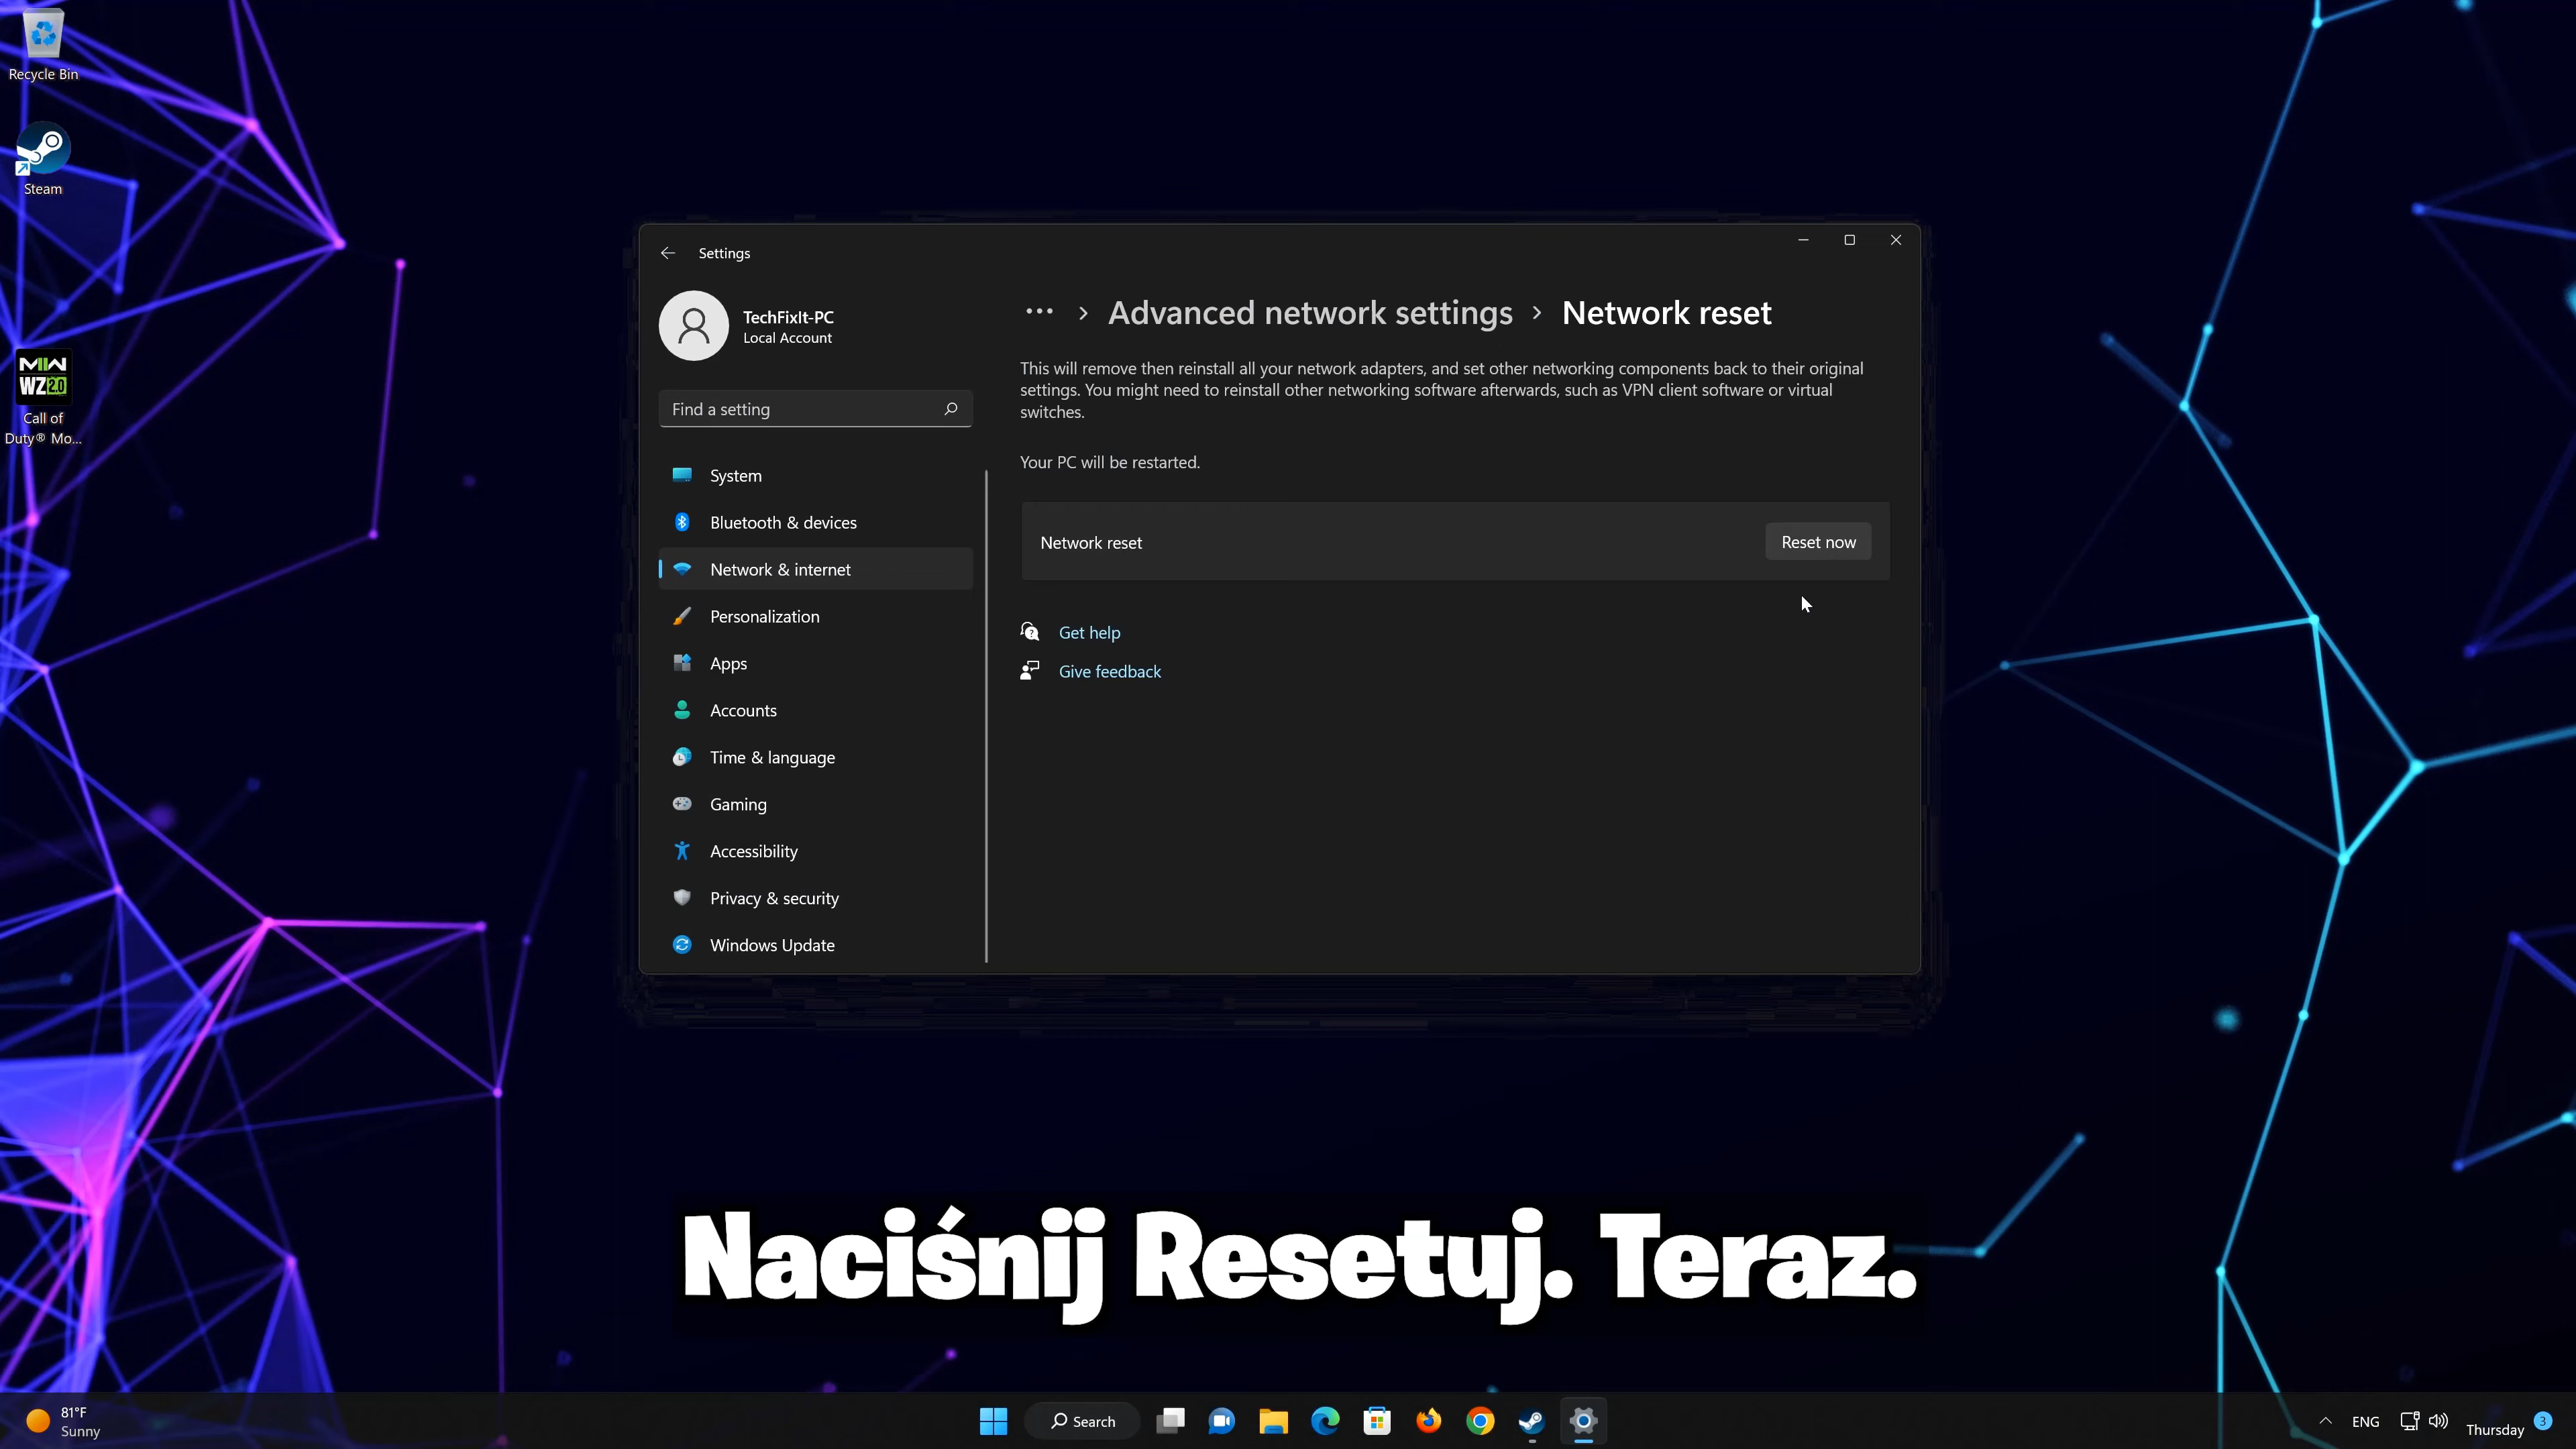 Recycle Bin
Steam
MW
WZ 2.0
Call of
Duty® Mo...
Settings
TechFixIt-PC
Local Account
Find a setting
System
Bluetooth & devices
Network & internet
Personalization
Apps
Accounts
Time & language
Gaming
Accessibility
Privacy & security
Windows Update
... > Advanced network settings > Network reset
This will remove then reinstall all your network adapters, and set other networking components back to their original
settings. You might need to reinstall other networking software afterwards, such as VPN client software or virtual
switches.
Your PC will be restarted.
Network reset
Reset now
Get help
Give feedback
Naciśnij Resetuj. Teraz.
81°F
Sunny
Search
ENG
Thursday
3